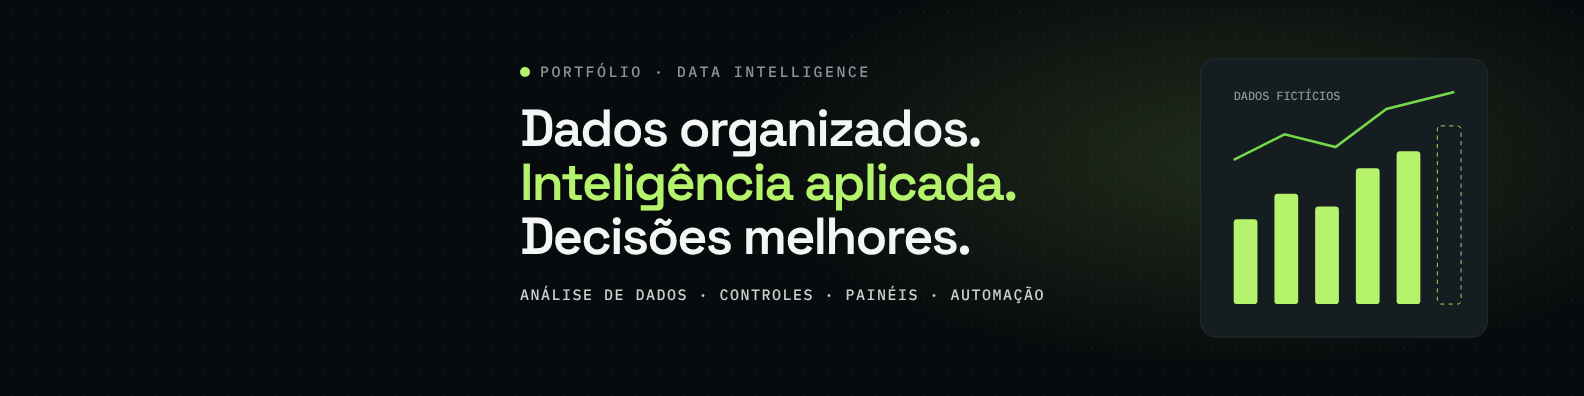 PORTFÓLIO · DATA INTELLIGENCE
Dados organizados.
Inteligência aplicada.
Decisões melhores.
ANÁLISE DE DADOS · CONTROLES · PAINÉIS · AUTOMAÇÃO
DADOS FICTÍCIOS